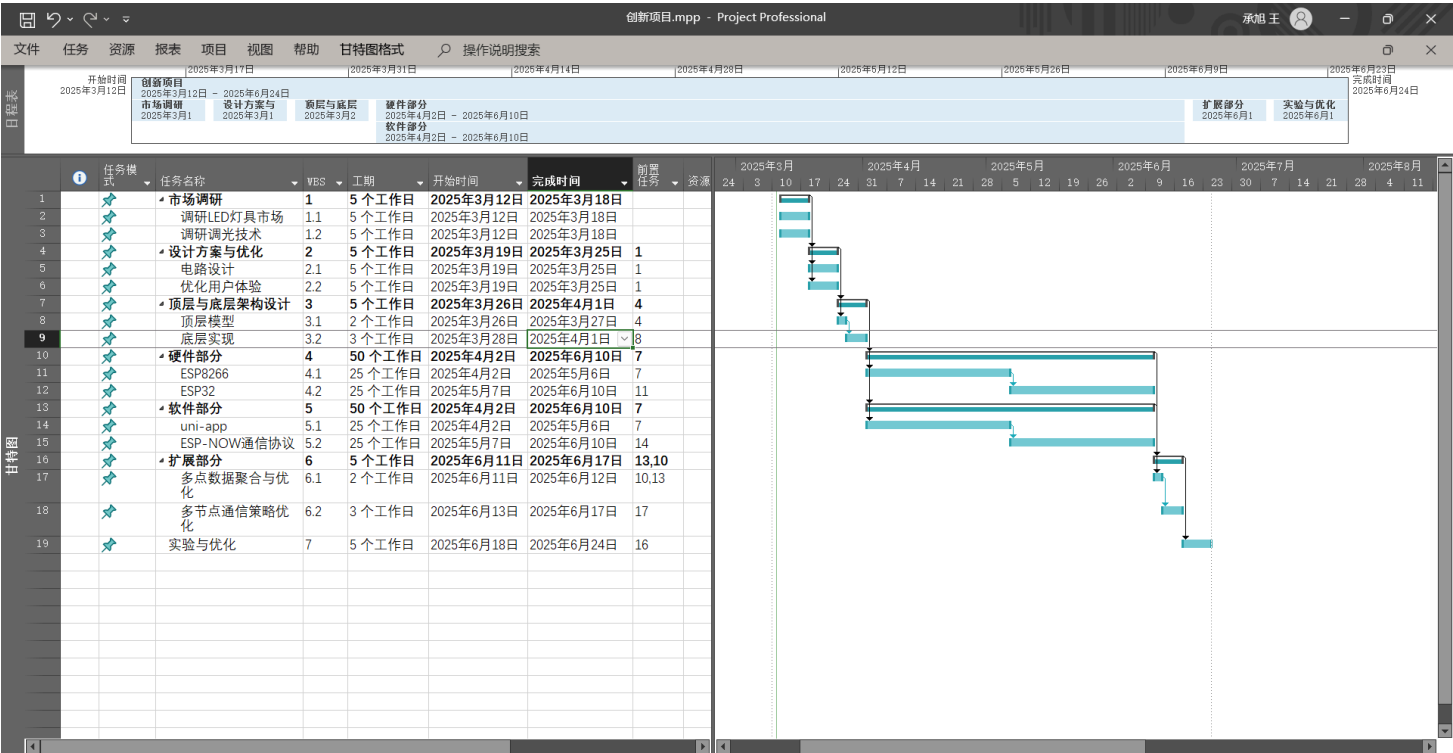 创新项目.mpp - Project Professional
承旭 王
文件 任务 资源 报表 项目 视图 帮助 甘特图格式 操作说明搜索
日程表
2025年3月17日 2025年3月31日 2025年4月14日 2025年4月28日 2025年5月12日 2025年5月26日 2025年6月9日 2025年6月23日
开始时间
2025年3月12日
创新项目
2025年3月12日 - 2025年6月24日
市场调研
2025年3月1
设计方案与
2025年3月1
顶层与底层
2025年3月2
硬件部分
2025年4月2日 - 2025年6月10日
软件部分
2025年4月2日 - 2025年6月10日
扩展部分
2025年6月1
实验与优化
2025年6月1
完成时间
2025年6月24日
甘特图
任务模式 任务名称 WBS 工期 开始时间 完成时间 前置任务 资源
1 市场调研 1 5 个工作日 2025年3月12日 2025年3月18日
2 调研LED灯具市场 1.1 5 个工作日 2025年3月12日 2025年3月18日
3 调研调光技术 1.2 5 个工作日 2025年3月12日 2025年3月18日
4 设计方案与优化 2 5 个工作日 2025年3月19日 2025年3月25日 1
5 电路设计 2.1 5 个工作日 2025年3月19日 2025年3月25日 1
6 优化用户体验 2.2 5 个工作日 2025年3月19日 2025年3月25日 1
7 顶层与底层架构设计 3 5 个工作日 2025年3月26日 2025年4月1日 4
8 顶层模型 3.1 2 个工作日 2025年3月26日 2025年3月27日 4
9 底层实现 3.2 3 个工作日 2025年3月28日 2025年4月1日 8
10 硬件部分 4 50 个工作日 2025年4月2日 2025年6月10日 7
11 ESP8266 4.1 25 个工作日 2025年4月2日 2025年5月6日 7
12 ESP32 4.2 25 个工作日 2025年5月7日 2025年6月10日 11
13 软件部分 5 50 个工作日 2025年4月2日 2025年6月10日 7
14 uni-app 5.1 25 个工作日 2025年4月2日 2025年5月6日 7
15 ESP-NOW通信协议 5.2 25 个工作日 2025年5月7日 2025年6月10日 14
16 扩展部分 6 5 个工作日 2025年6月11日 2025年6月17日 13,10
17 多点数据聚合与优化 6.1 2 个工作日 2025年6月11日 2025年6月12日 10,13
18 多节点通信策略优化 6.2 3 个工作日 2025年6月13日 2025年6月17日 17
19 实验与优化 7 5 个工作日 2025年6月18日 2025年6月24日 16
2025年3月 2025年4月 2025年5月 2025年6月 2025年7月 2025年8月
24 3 10 17 24 31 7 14 21 28 5 12 19 26 2 9 16 23 30 7 14 21 28 4 11